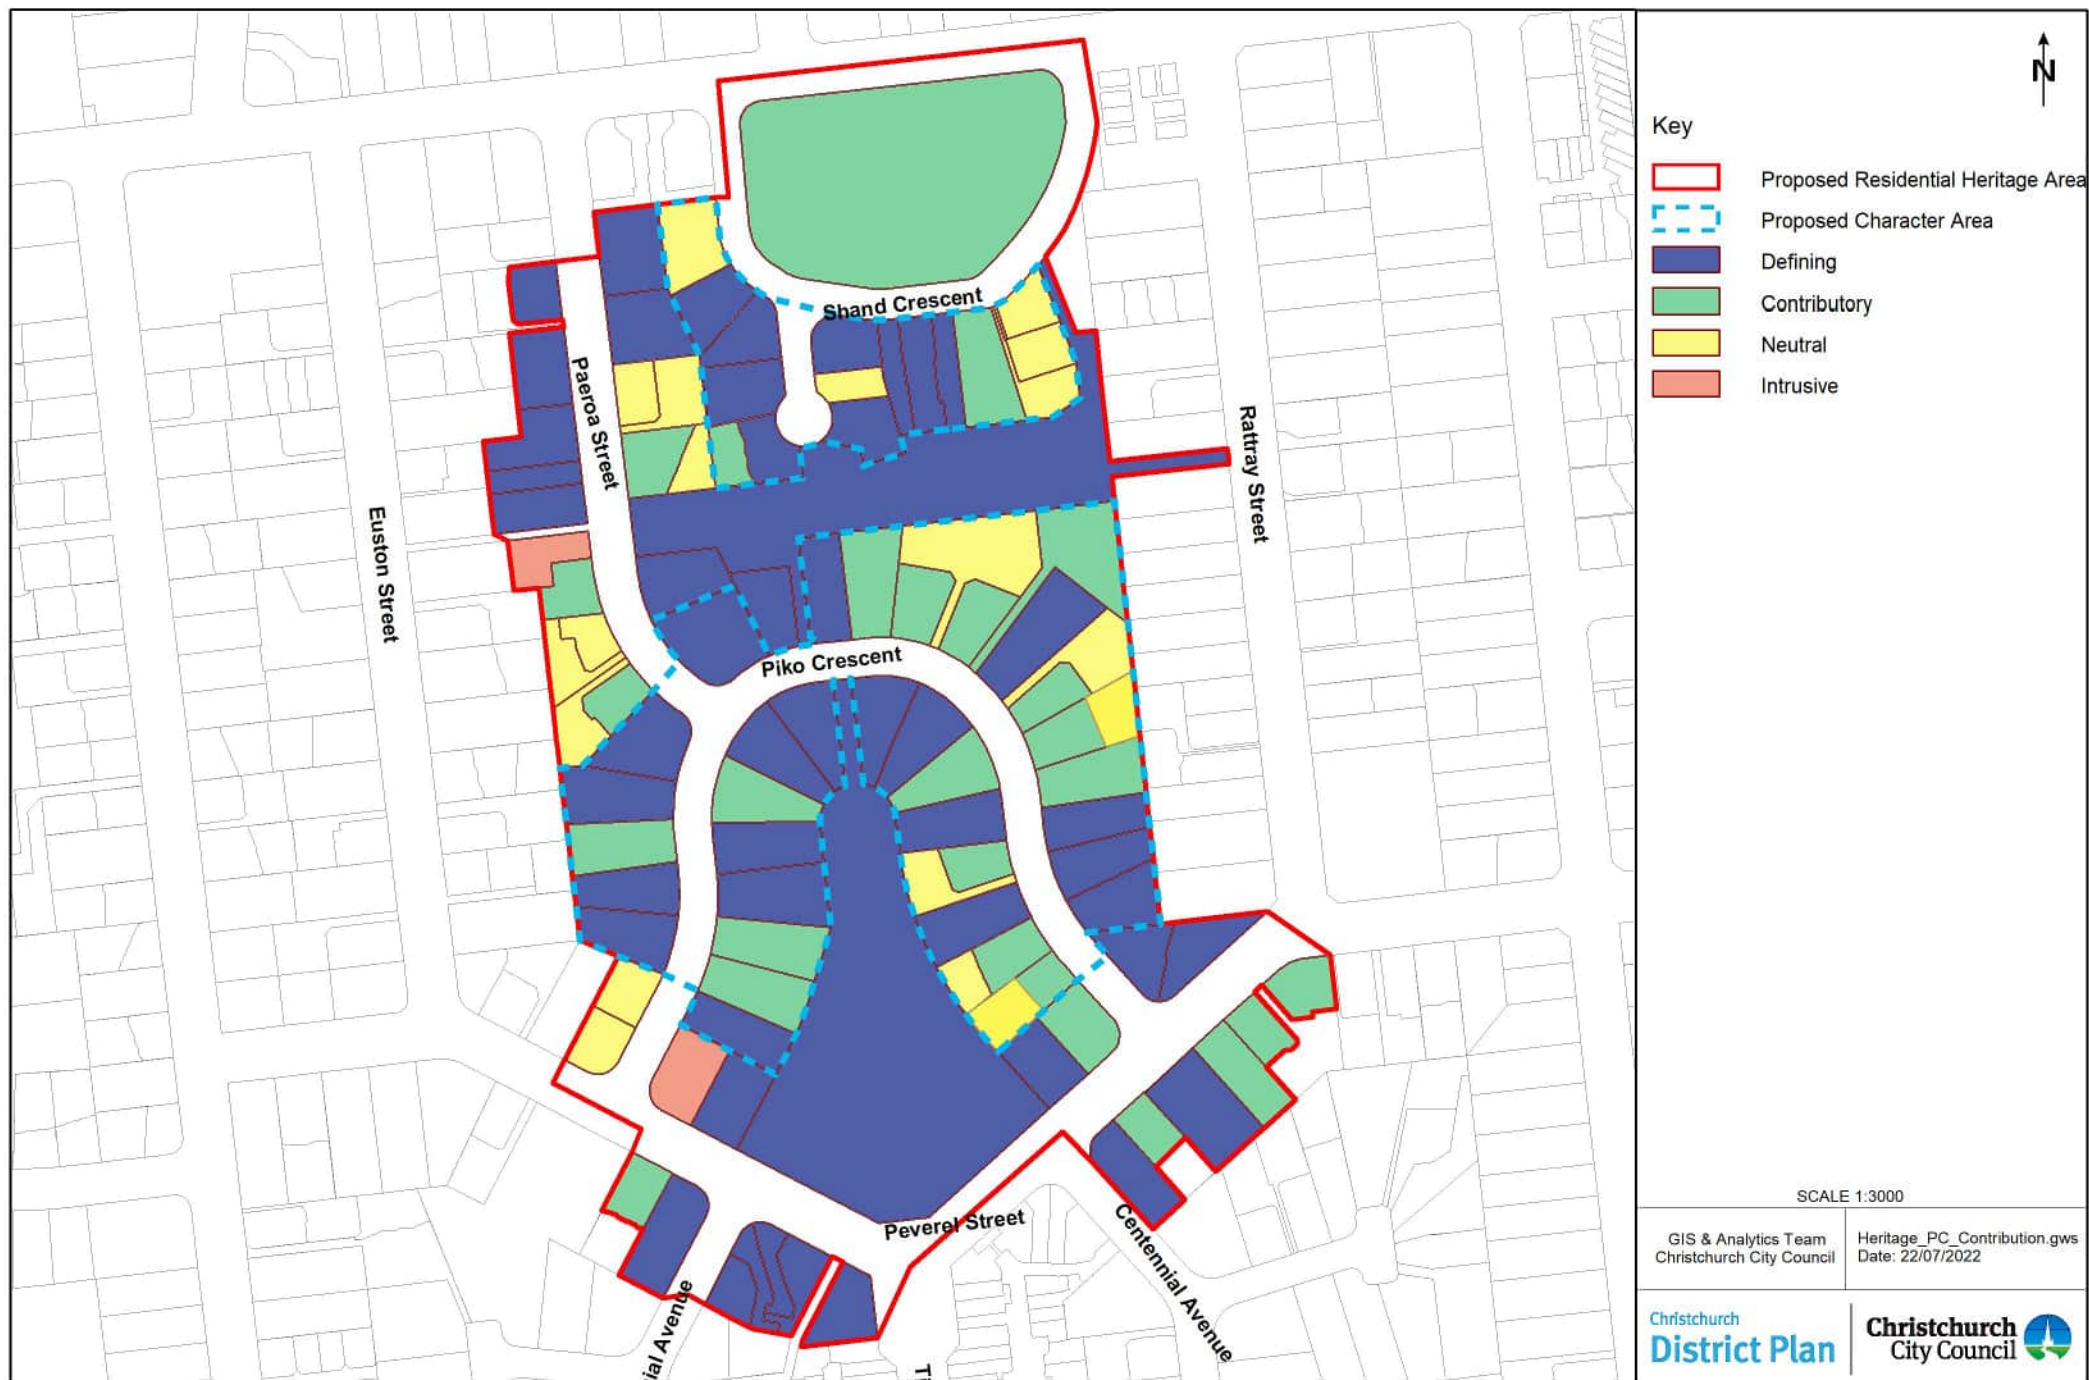 N
Key
Proposed Residential Heritage Area
Proposed Character Area
Defining
Contributory
Neutral
Intrusive
Shand Crescent
Paeroa Street
Rattray Street
Euston Street
Piko Crescent
Peverel Street
Centennial Avenue
ial Avenue
SCALE 1:3000
GIS & Analytics Team
Christchurch City Council
Heritage_PC_Contribution.gws
Date: 22/07/2022
Christchurch
District Plan
Christchurch
City Council